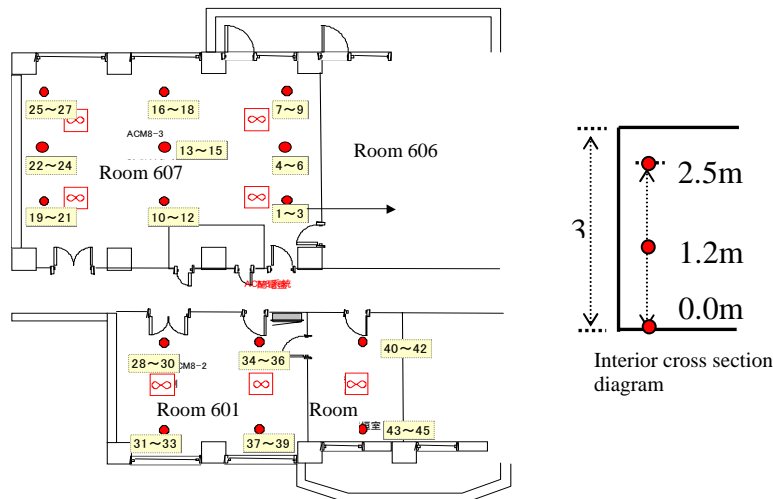 25～27
16～18
7～9
ACM8-3
13～15
22～24
4～6
Room 606
Room 607
19～21
10～12
1～3
28～30
34～36
40～42
CM8-2
Room 601
Room
31～33
37～39
43～45
3
2.5m
1.2m
0.0m
Interior cross section
diagram